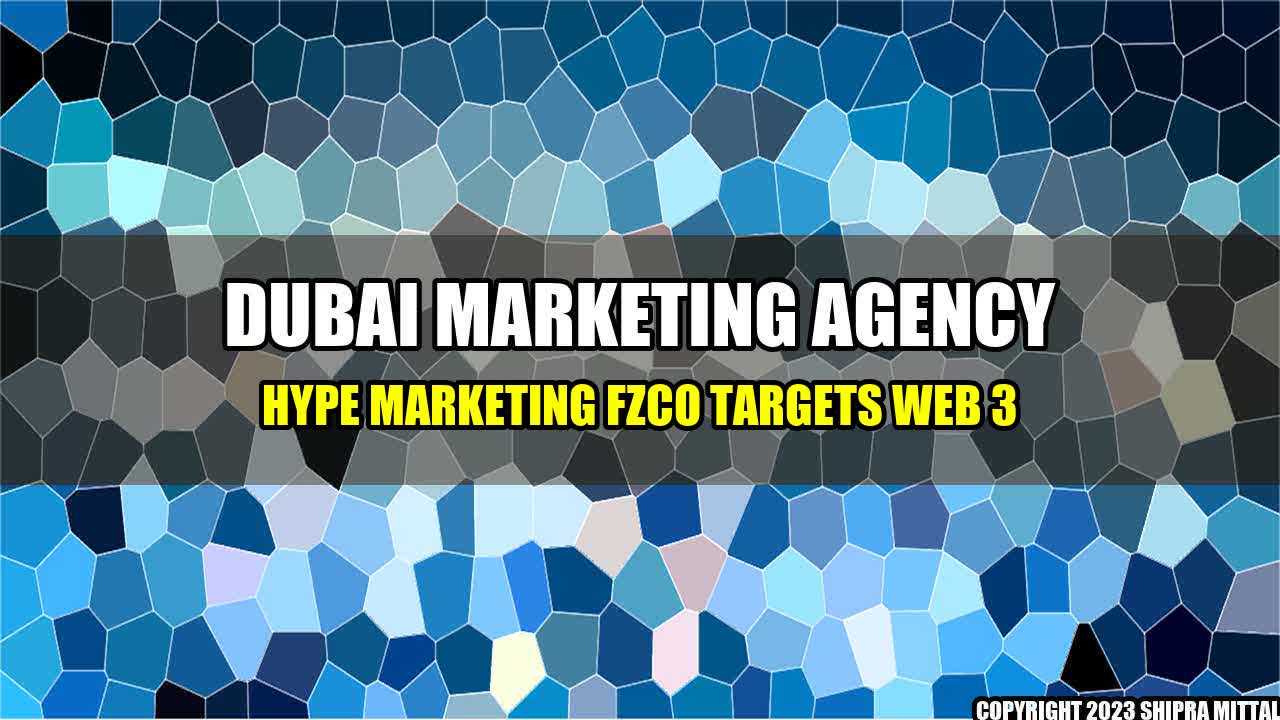 DUBAI MARKETING AGENCY
HYPE MARKETING FZCO TARGETS WEB 3
COPYRIGHT 2023 SHIPRA MITTAL